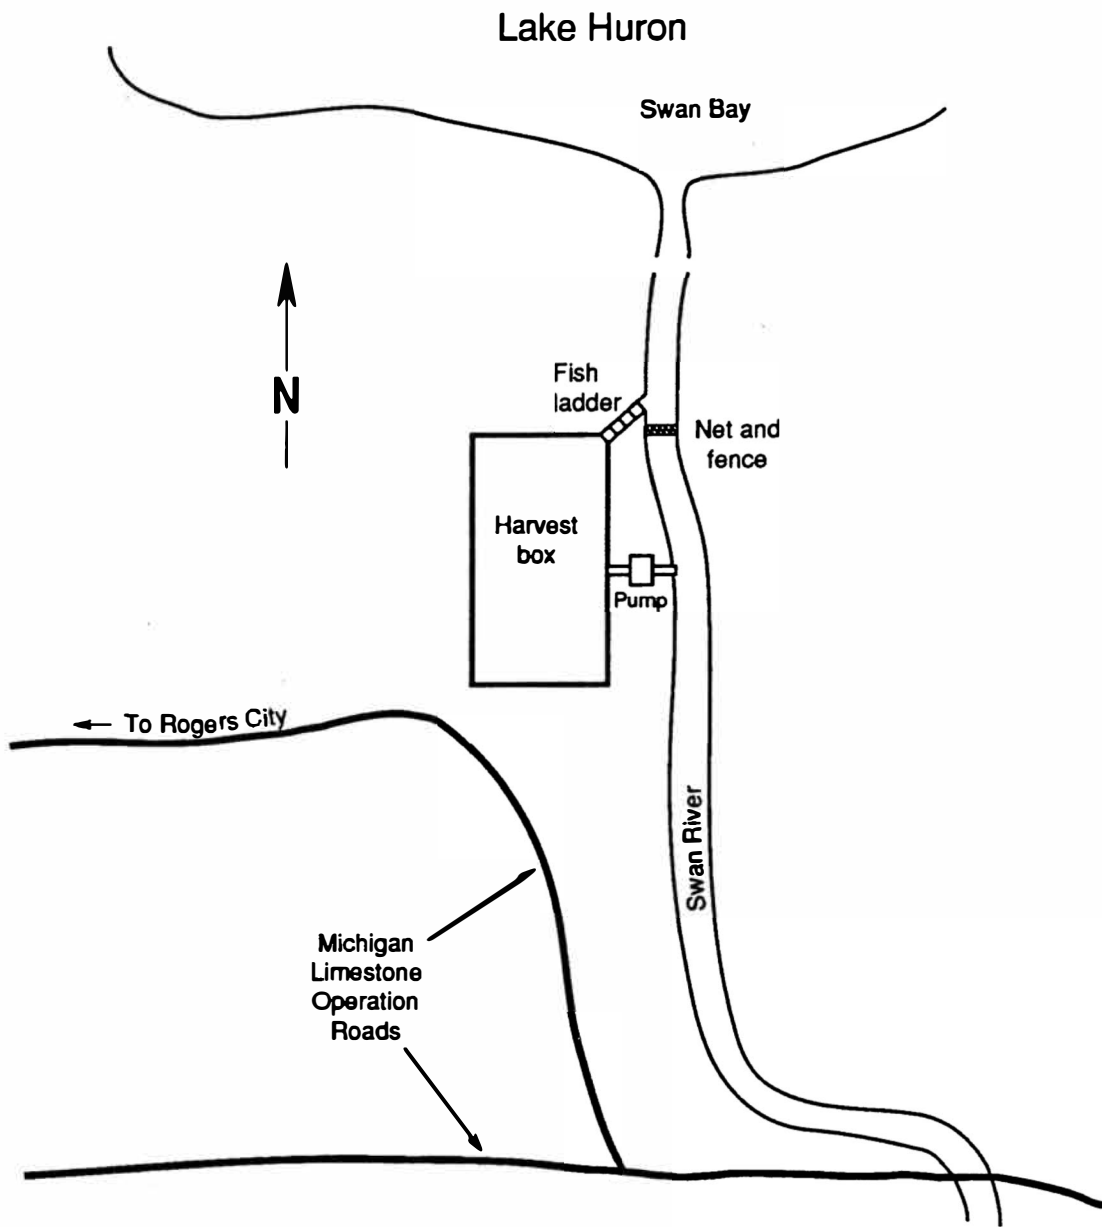 Lake Huron
Swan Bay
N
Fish
ladder
Net and
fence
Harvest
box
Pump
To Rogers City
Swan River
Michigan
Limestone
Operation
Roads